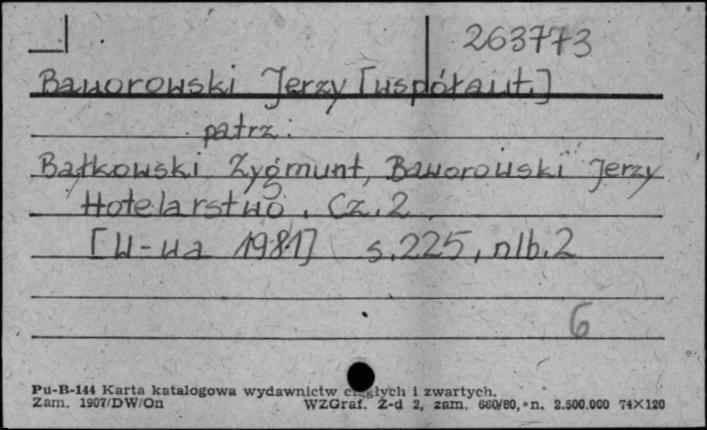 263773
Baworowski Jerzy [współaut.]
patrz:
Bałkowski Zygmunt, Baworowski Jerzy
Hotelarstwo. Cz. 2.
[W-wa 1981] s. 225, nlb. 2
6
Pu-B-144 Karta katalogowa wydawnictw ciągłych i zwartych.
Zam. 1907/DW/On WZGraf. Z-d 2, zam. 660/80, n. 2.500.000 74×120